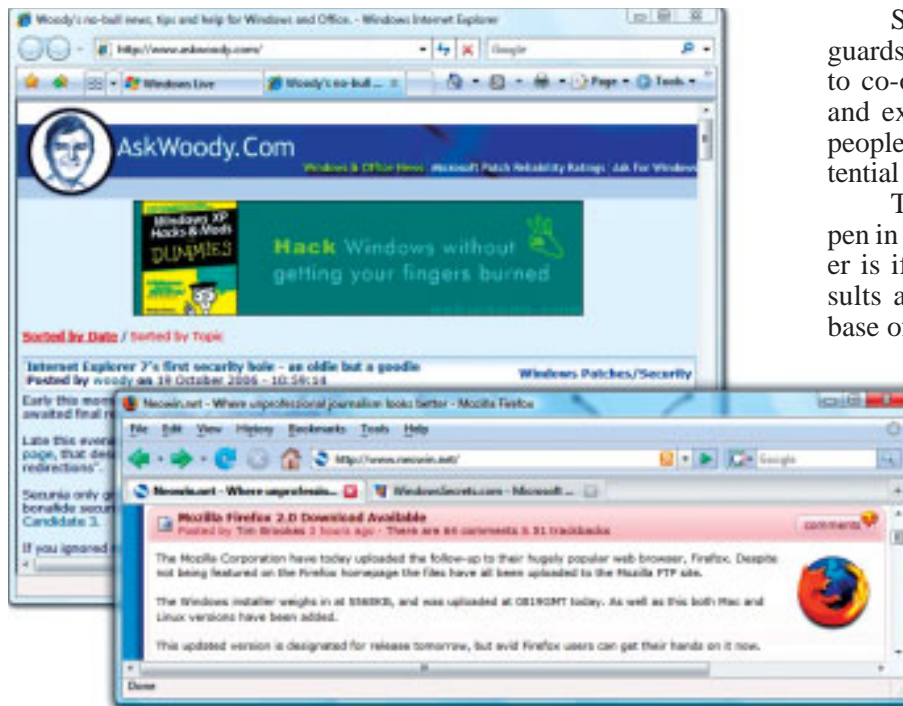 Woody's no-bull news, tips and help for Windows and Office. - Windows Internet Explorer
http://www.askwoody.com/
Google
Windows Live
Woody's no-bull ...
Page
Tools
AskWoody.Com
Windows & Office News Microsoft Patch Reliability Ratings Ask For Windows
Windows XP
Hacks & Mods
DUMMIES
Hack Windows without
getting your fingers burned
Sorted by Date / Sorted by Topic
Internet Explorer 7's first security hole - an oldie but a goodie
Posted by woody on 19 October 2006 - 10:59:14
Windows Patches/Security
Early this morn
awaited final re
Late this evenin
page, that des
redirections".
Secunia only g
bonafide secur
Candidate 3.
If you ignored
S
guards
to co-o
and ex
people
tential
T
pen in
er is if
sults a
base of
Neowin.net - Where unprofessional journalism looks better - Mozilla Firefox
File Edit View History Bookmarks Tools Help
http://www.neowin.net/
Google
Neowin.net - Where unprofessio...
WindowsSecrets.com - Microsoft ...
Mozilla Firefox 2.0 Download Available
Posted by Tim Brookes 2 hours ago - There are 64 comments & 51 trackbacks
comments
The Mozilla Corporation have today uploaded the follow-up to their hugely popular web browser, Firefox. Despite
not being featured on the Firefox homepage the files have all been uploaded to the Mozilla FTP site.
The Windows installer weighs in at 5568KB, and was uploaded at 0819GMT today. As well as this both Mac and
Linux versions have been added.
This updated version is designated for release tomorrow, but avid Firefox users can get their hands on it now.
Done